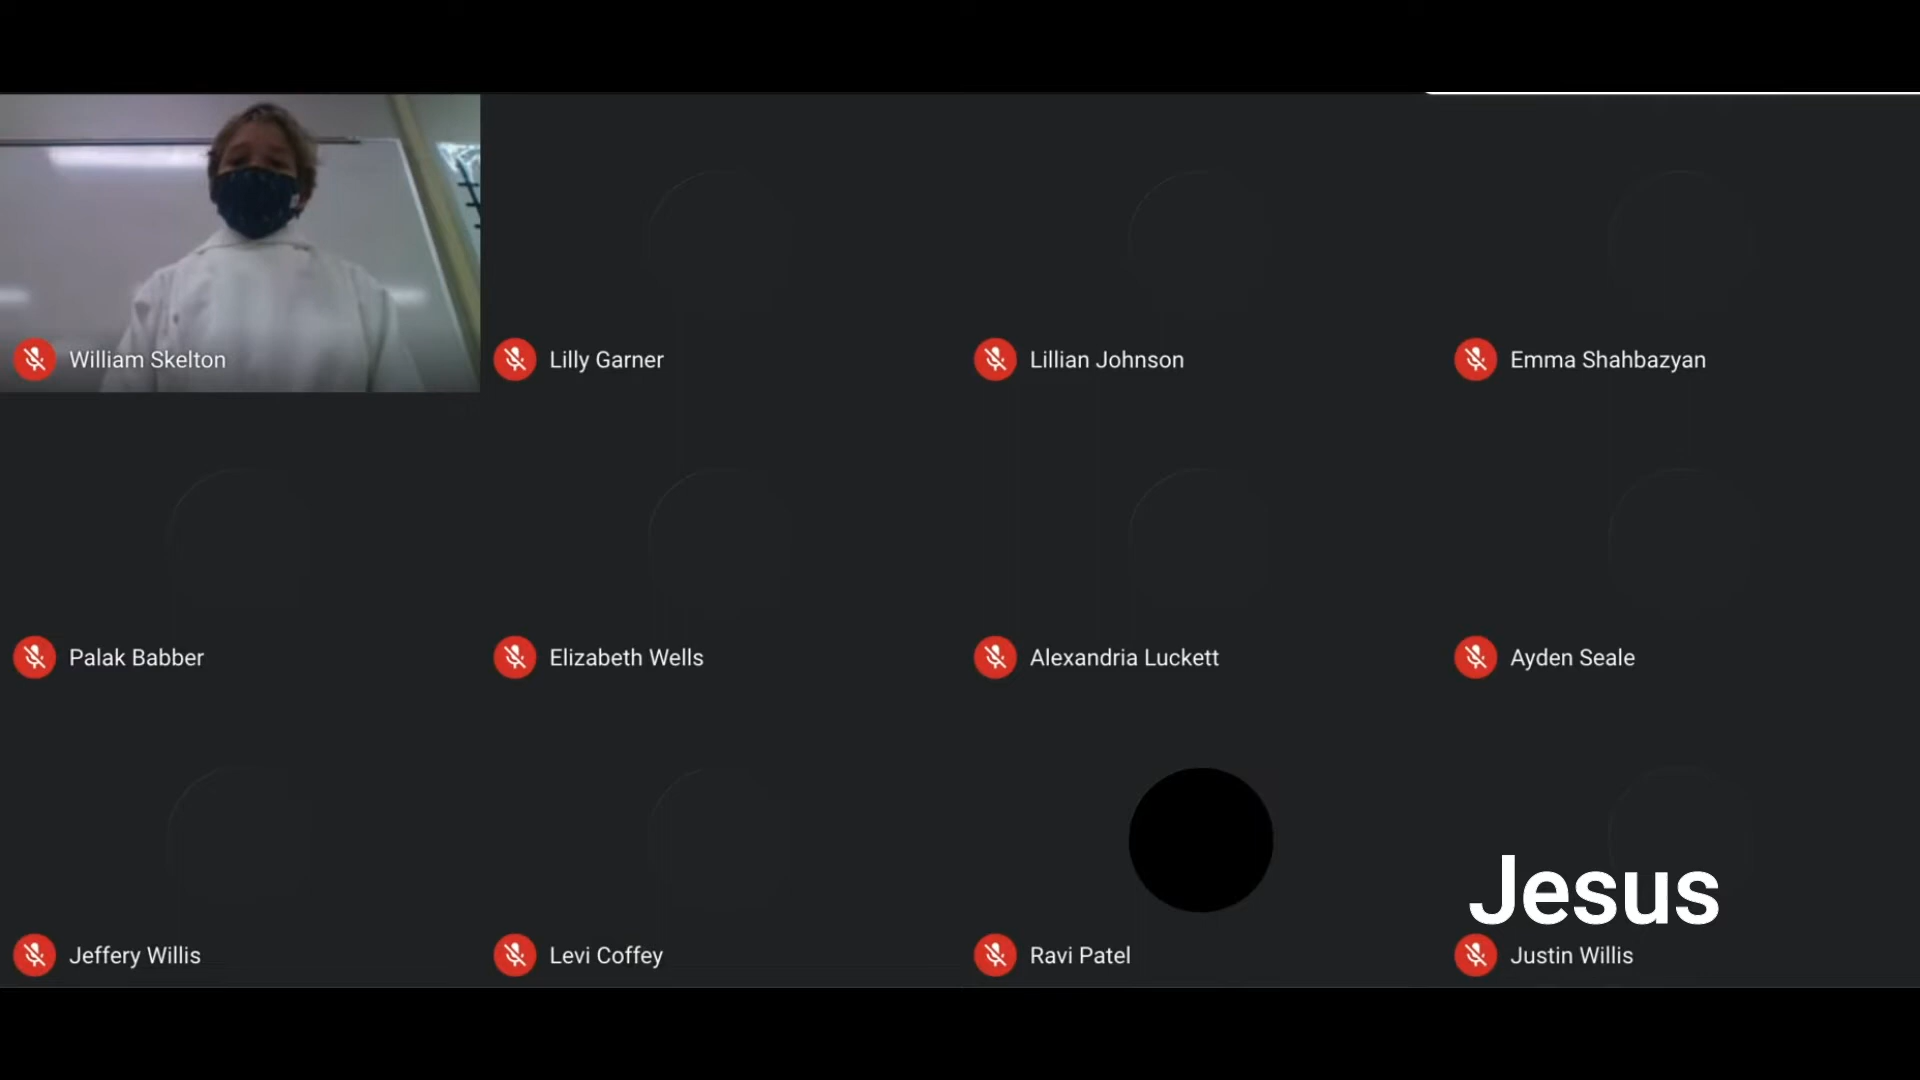 William Skelton
Lilly Garner
Lillian Johnson
Emma Shahbazyan
Palak Babber
Elizabeth Wells
Alexandria Luckett
Ayden Seale
Jesus
Jeffery Willis
Levi Coffey
Ravi Patel
Justin Willis